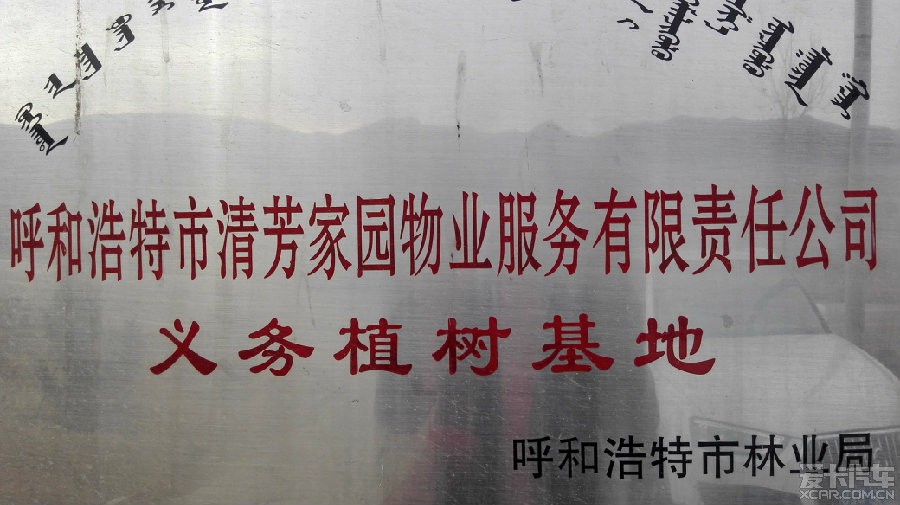 呼和浩特市清芳家园物业服务有限责任公司
义务植树基地
呼和浩特市林业局
爱卡汽车
XCAR.COM.CN